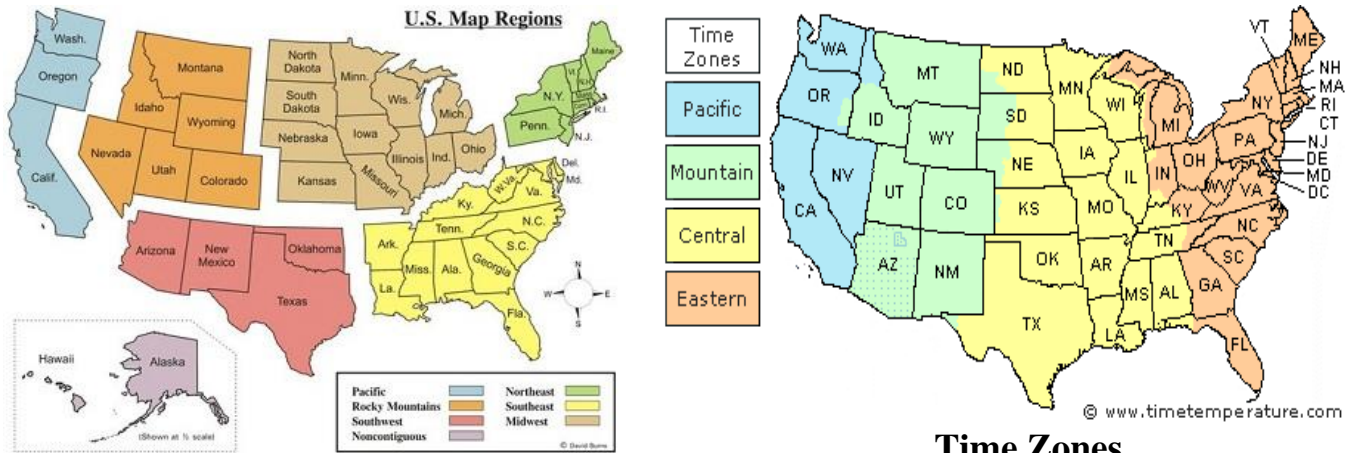 U.S. Map Regions
Wash.
Oregon
Calif.
Montana
Idaho
Wyoming
Nevada
Utah
Colorado
North
Dakota
South
Dakota
Nebraska
Kansas
Minn.
Iowa
Missouri
Wis.
Illinois
Mich.
Ind.
Ohio
Maine
Vt.
N.H.
Mass.
Conn.
R.I.
N.Y.
Penn.
N.J.
Del.
Md.
W.Va.
Va.
Ky.
N.C.
Tenn.
S.C.
Ark.
Georgia
Miss.
Ala.
La.
Fla.
Arizona
New
Mexico
Oklahoma
Texas
N
W
E
S
Hawaii
Alaska
(Shown at ½ scale)
Pacific
Rocky Mountains
Southwest
Noncontiguous
Northeast
Southeast
Midwest
© David Burns
Time
Zones
Pacific
Mountain
Central
Eastern
WA
OR
CA
NV
MT
ID
WY
UT
CO
AZ
NM
ND
SD
NE
KS
OK
TX
MN
IA
MO
AR
LA
WI
IL
MS
AL
TN
MI
IN
OH
KY
WV
VA
NC
SC
GA
FL
PA
NY
VT
ME
NH
MA
RI
CT
NJ
DE
MD
DC
© www.timetemperature.com
Time Zones